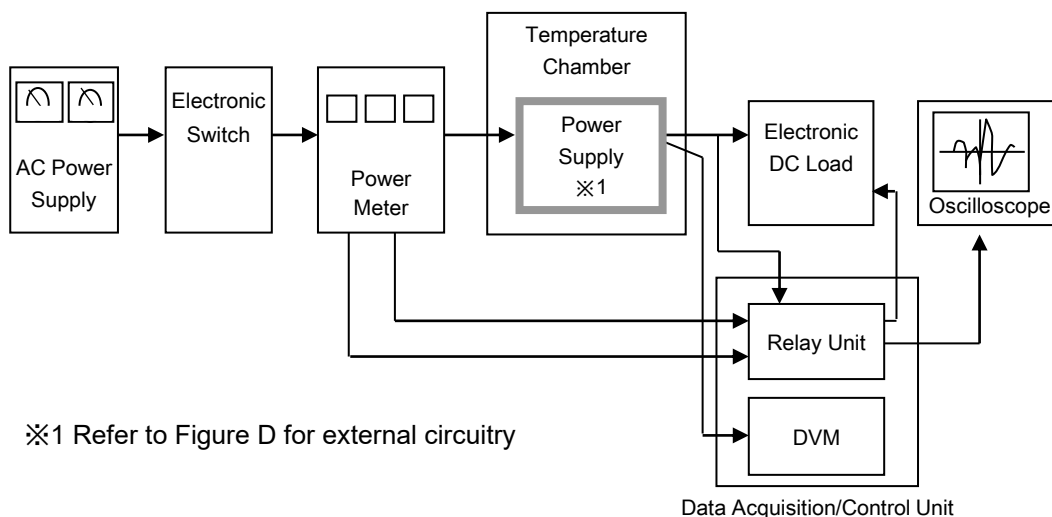 Temperature
Chamber
AC Power
Supply
Electronic
Switch
Power
Meter
Power
Supply
※1
Electronic
DC Load
Oscilloscope
Relay Unit
DVM
※1 Refer to Figure D for external circuitry
Data Acquisition/Control Unit